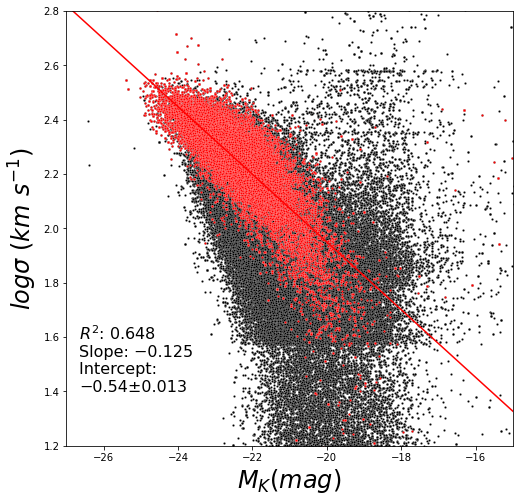 2.8
2.6
2.4
2.2
2.0
1.8
1.6
1.4
1.2
logσ (km s⁻¹)
R²: 0.648
Slope: −0.125
Intercept:
−0.54±0.013
−26 −24 −22 −20 −18 −16
M_K(mag)